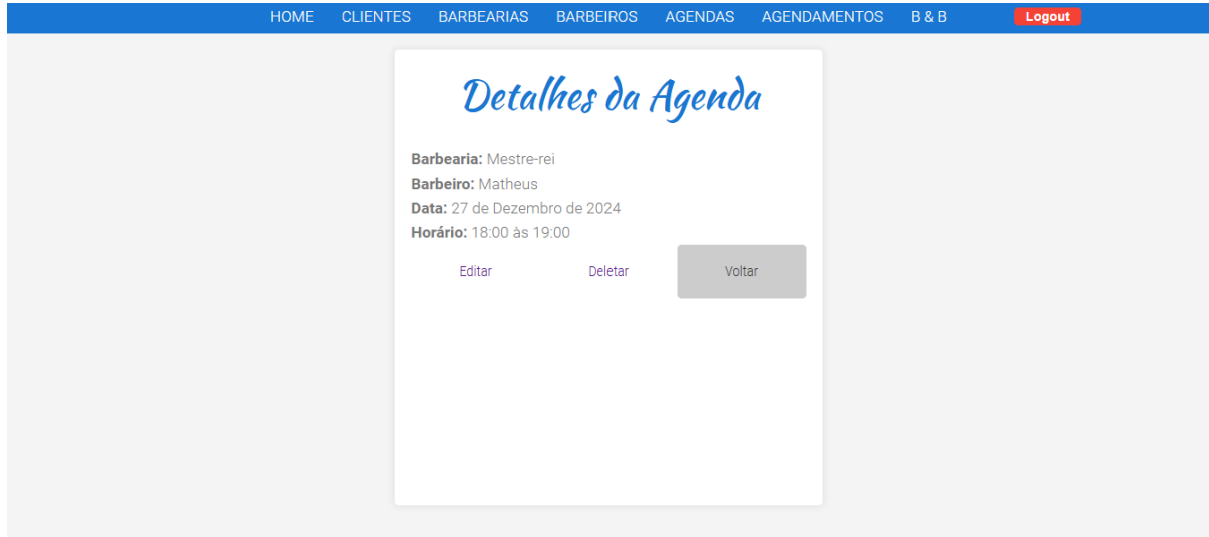 HOME CLIENTES BARBEARIAS BARBEIROS AGENDAS AGENDAMENTOS B & B Logout
Detalhes da Agenda
Barbearia: Mestre-rei
Barbeiro: Matheus
Data: 27 de Dezembro de 2024
Horário: 18:00 às 19:00
Editar Deletar Voltar